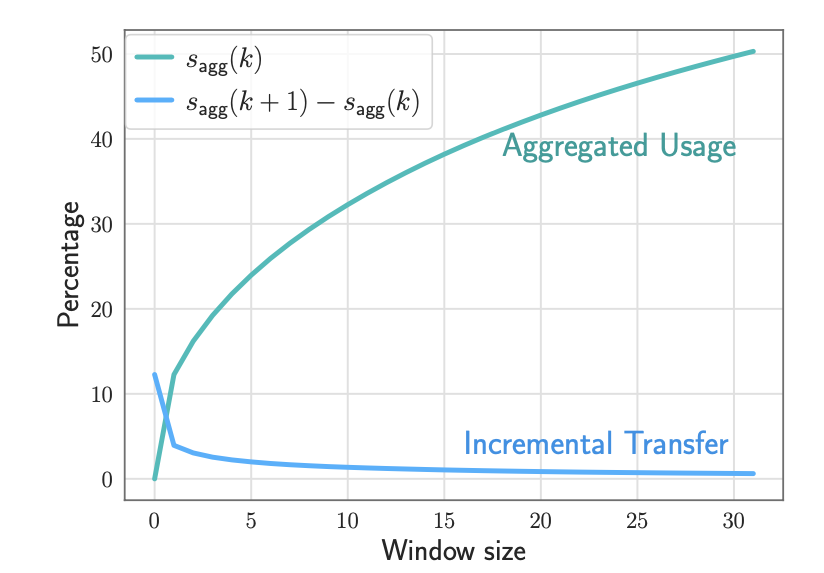 50
40
30
20
10
0
Percentage
s_agg(k)
s_agg(k + 1) − s_agg(k)
Aggregated Usage
Incremental Transfer
0 5 10 15 20 25 30
Window size